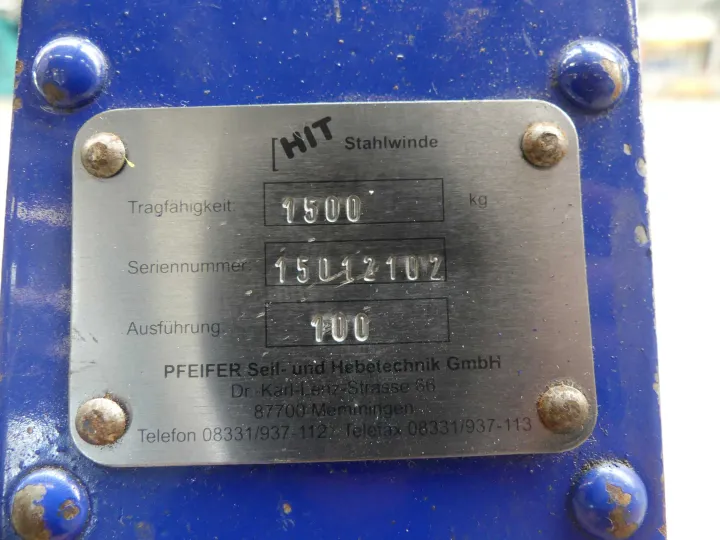 HIT Stahlwinde
Tragfähigkeit: 1500 kg
Seriennummer: 15012102
Ausführung: 100
PFEIFER Seil- und Hebetechnik GmbH
Dr.-Karl-Lenz-Strasse 66
87700 Memmingen
Telefon 08331/937-112 Telefax 08331/937-113